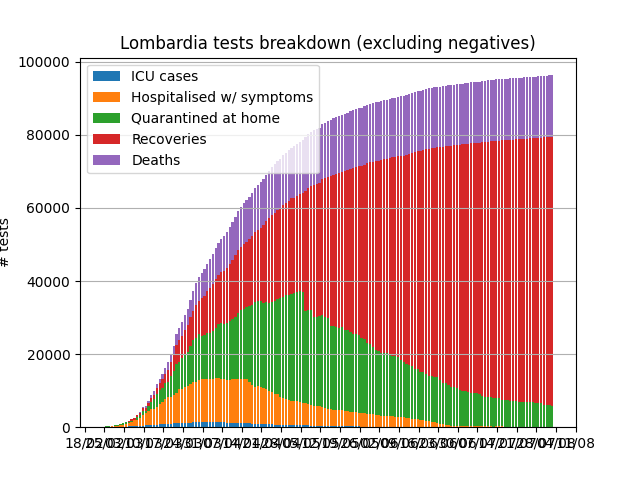 Lombardia tests breakdown (excluding negatives)
ICU cases
Hospitalised w/ symptoms
Quarantined at home
Recoveries
Deaths
# tests
100000
80000
60000
40000
20000
0